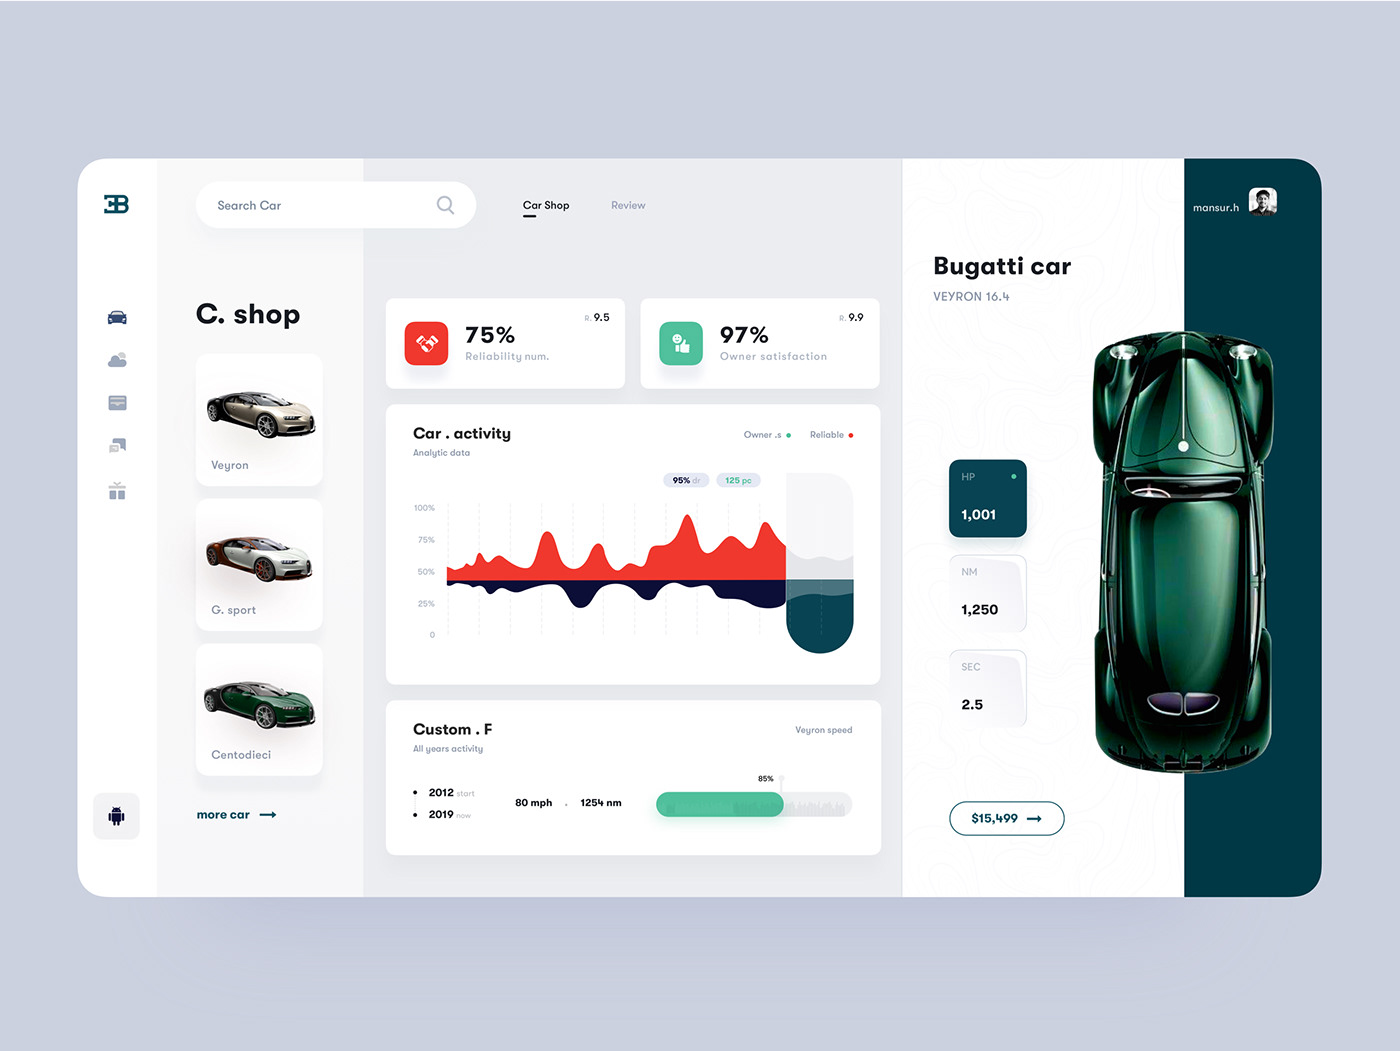 EB
Search Car
Car Shop
Review
mansur.h
C. shop
Veyron
G. sport
Centodieci
more car
75%
Reliability num.
R. 9.5
97%
Owner satisfaction
R. 9.9
Car . activity
Analytic data
Owner .s
Reliable
95% dr
125 pc
100%
75%
50%
25%
0
Custom . F
All years activity
Veyron speed
2012 start
2019 now
80 mph . 1254 nm
85%
Bugatti car
VEYRON 16.4
HP
1,001
NM
1,250
SEC
2.5
$15,499